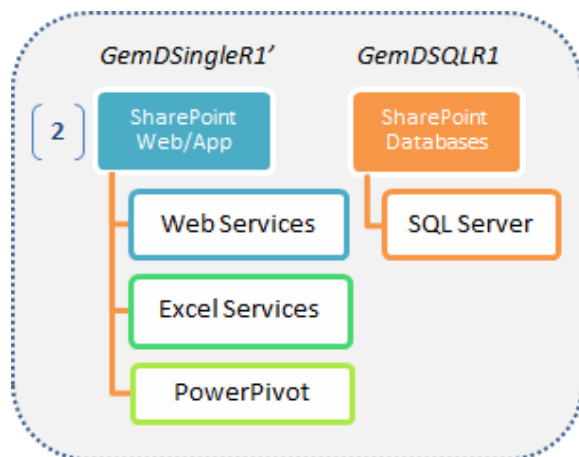 GemDSingleR1’ GemDSQLR1
[2]
SharePoint
Web/App
SharePoint
Databases
Web Services
SQL Server
Excel Services
PowerPivot